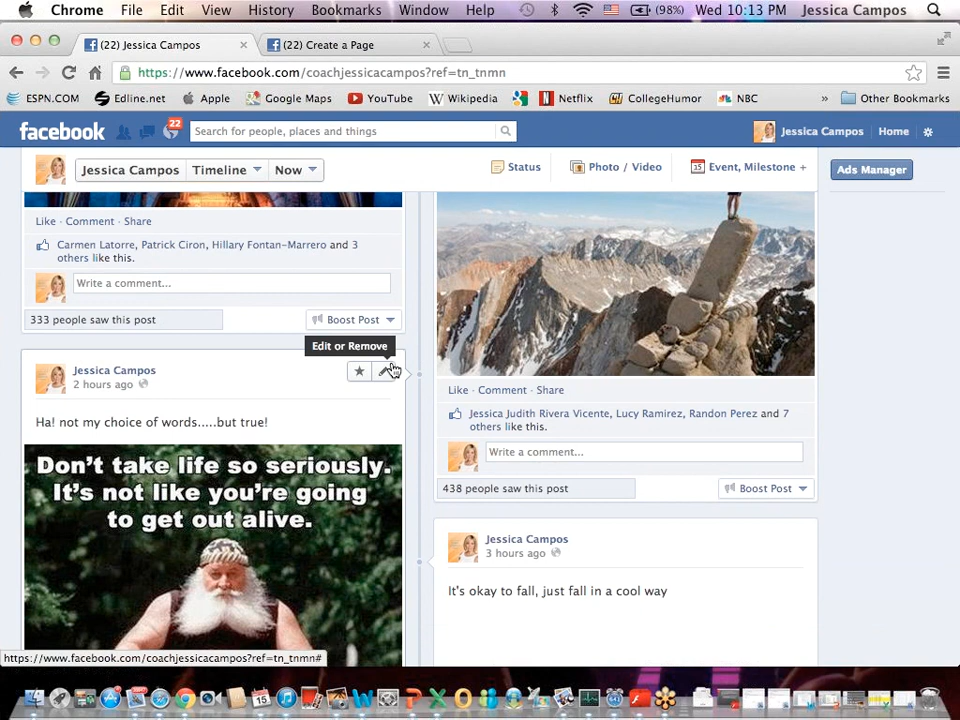 Chrome File Edit View History Bookmarks Window Help (98%) Wed 10:13 PM Jessica Campos
(22) Jessica Campos
(22) Create a Page
https://www.facebook.com/coachjessicacampos?ref=tn_tnmn
ESPN.COM Edline.net Apple Google Maps YouTube Wikipedia Netflix CollegeHumor NBC » Other Bookmarks
facebook 22 Search for people, places and things Jessica Campos Home
Jessica Campos Timeline Now
Status Photo / Video Event, Milestone +
Ads Manager
Like · Comment · Share
Carmen Latorre, Patrick Ciron, Hillary Fontan-Marrero and 3
others like this.
Write a comment...
333 people saw this post Boost Post
Edit or Remove
Jessica Campos
2 hours ago
Ha! not my choice of words.....but true!
Don't take life so seriously.
It's not like you're going
to get out alive.
Like · Comment · Share
Jessica Judith Rivera Vicente, Lucy Ramirez, Randon Perez and 7
others like this.
Write a comment...
438 people saw this post Boost Post
Jessica Campos
3 hours ago
It's okay to fall, just fall in a cool way
https://www.facebook.com/coachjessicacampos?ref=tn_tnmn#